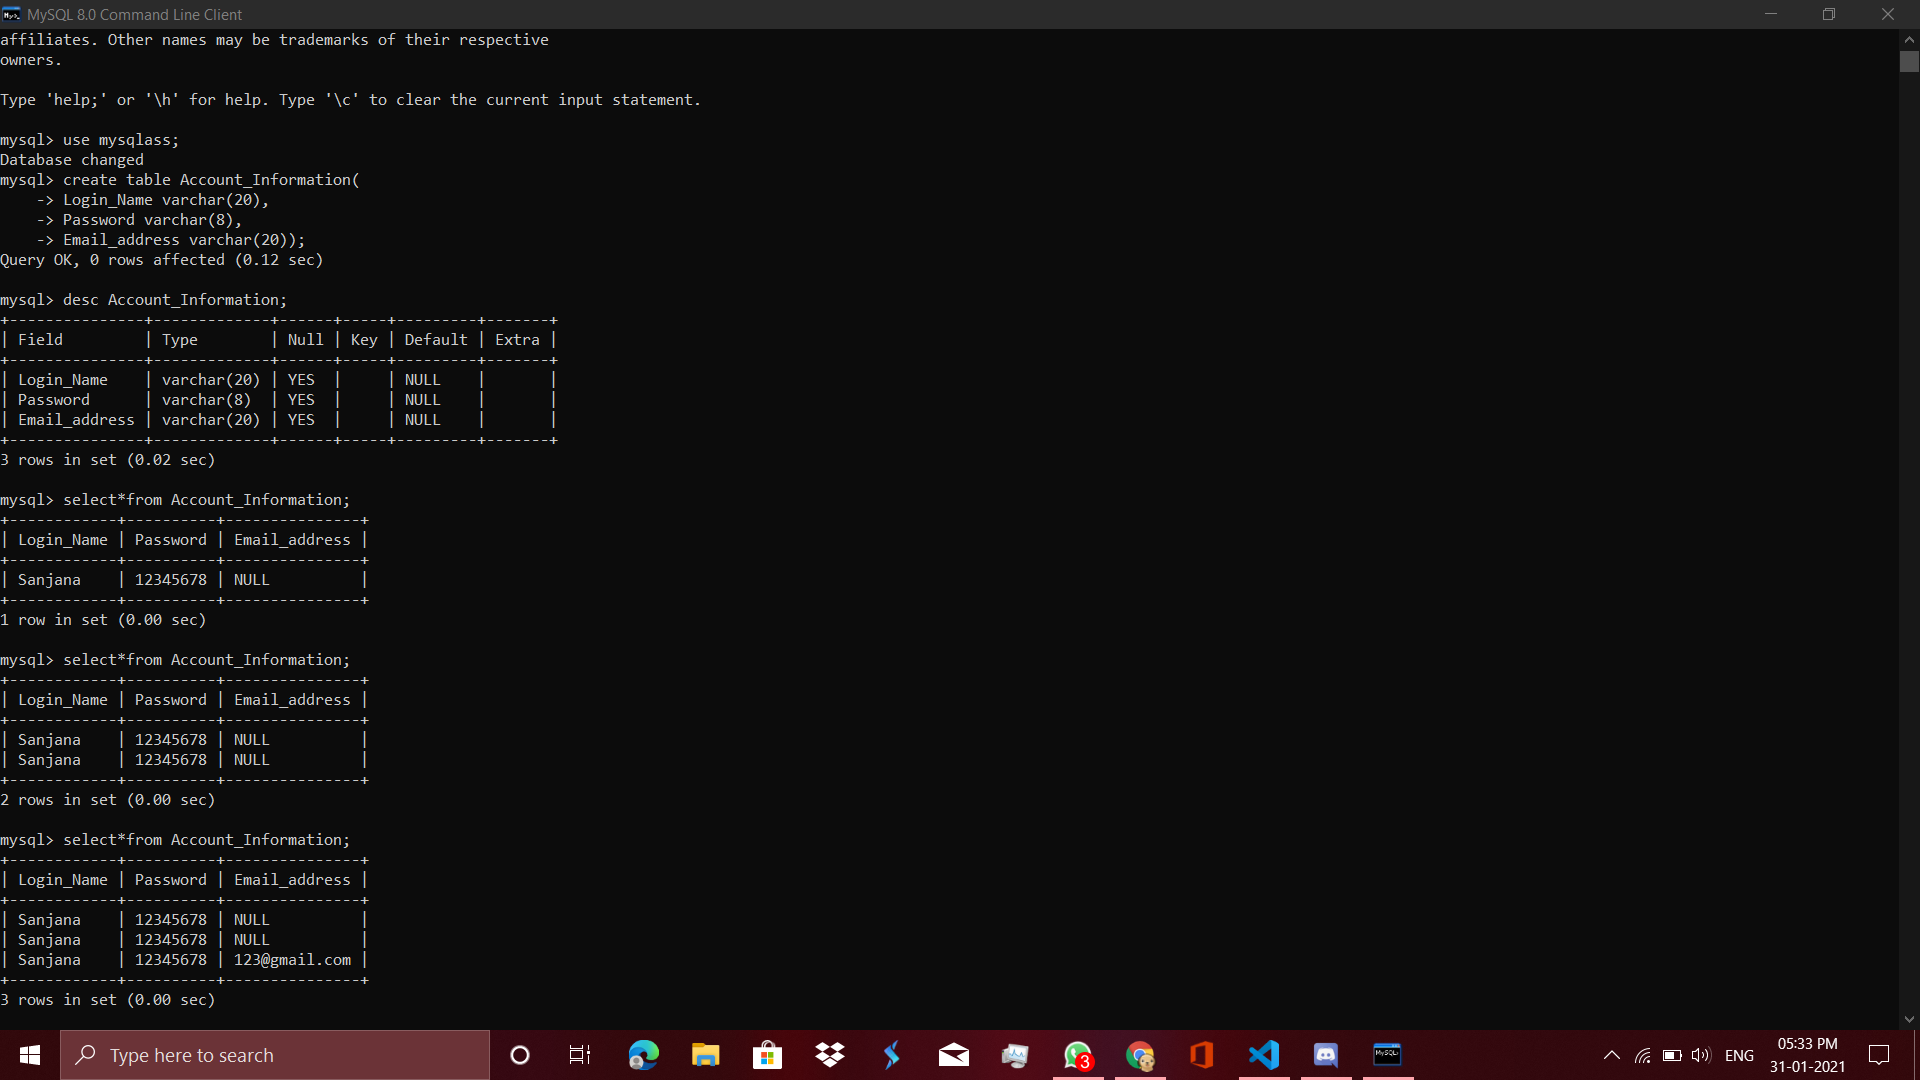 MySQL 8.0 Command Line Client
affiliates. Other names may be trademarks of their respective
owners.
Type 'help;' or '\h' for help. Type '\c' to clear the current input statement.
mysql> use mysqlass;
Database changed
mysql> create table Account_Information(
    -> Login_Name varchar(20),
    -> Password varchar(8),
    -> Email_address varchar(20));
Query OK, 0 rows affected (0.12 sec)
mysql> desc Account_Information;
+---------------+-------------+------+-----+---------+-------+
| Field         | Type        | Null | Key | Default | Extra |
+---------------+-------------+------+-----+---------+-------+
| Login_Name    | varchar(20) | YES  |     | NULL    |       |
| Password      | varchar(8)  | YES  |     | NULL    |       |
| Email_address | varchar(20) | YES  |     | NULL    |       |
+---------------+-------------+------+-----+---------+-------+
3 rows in set (0.02 sec)
mysql> select*from Account_Information;
+------------+----------+---------------+
| Login_Name | Password | Email_address |
+------------+----------+---------------+
| Sanjana    | 12345678 | NULL          |
+------------+----------+---------------+
1 row in set (0.00 sec)
mysql> select*from Account_Information;
+------------+----------+---------------+
| Login_Name | Password | Email_address |
+------------+----------+---------------+
| Sanjana    | 12345678 | NULL          |
| Sanjana    | 12345678 | NULL          |
+------------+----------+---------------+
2 rows in set (0.00 sec)
mysql> select*from Account_Information;
+------------+----------+---------------+
| Login_Name | Password | Email_address |
+------------+----------+---------------+
| Sanjana    | 12345678 | NULL          |
| Sanjana    | 12345678 | NULL          |
| Sanjana    | 12345678 | 123@gmail.com |
+------------+----------+---------------+
3 rows in set (0.00 sec)
Type here to search
3
ENG
05:33 PM
31-01-2021